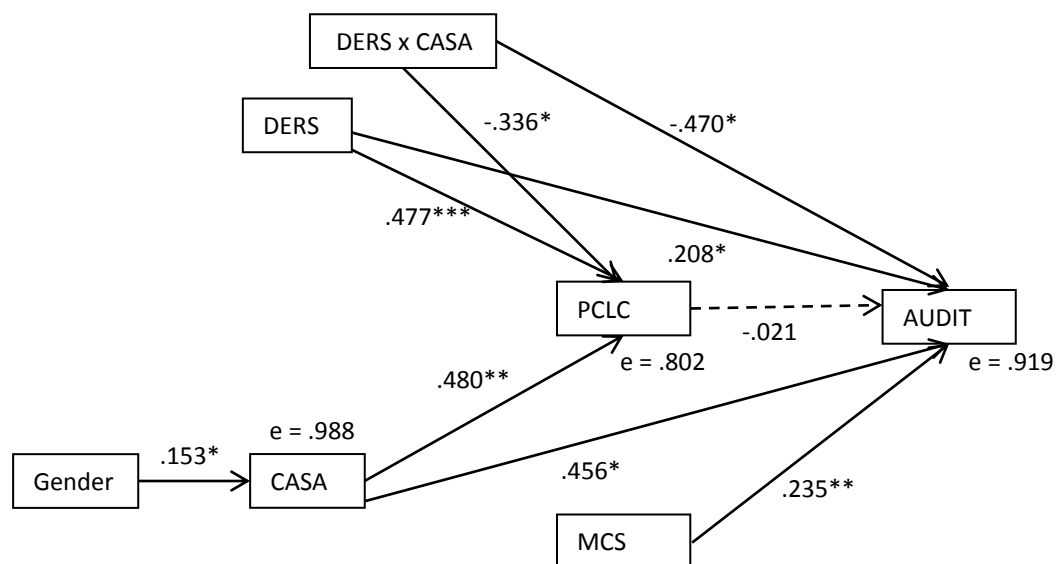 DERS x CASA
DERS
-.336*
-.470*
.477***
.208*
PCLC
AUDIT
-.021
e = .802
e = .919
.480**
e = .988
.153*
Gender
CASA
.456*
.235**
MCS